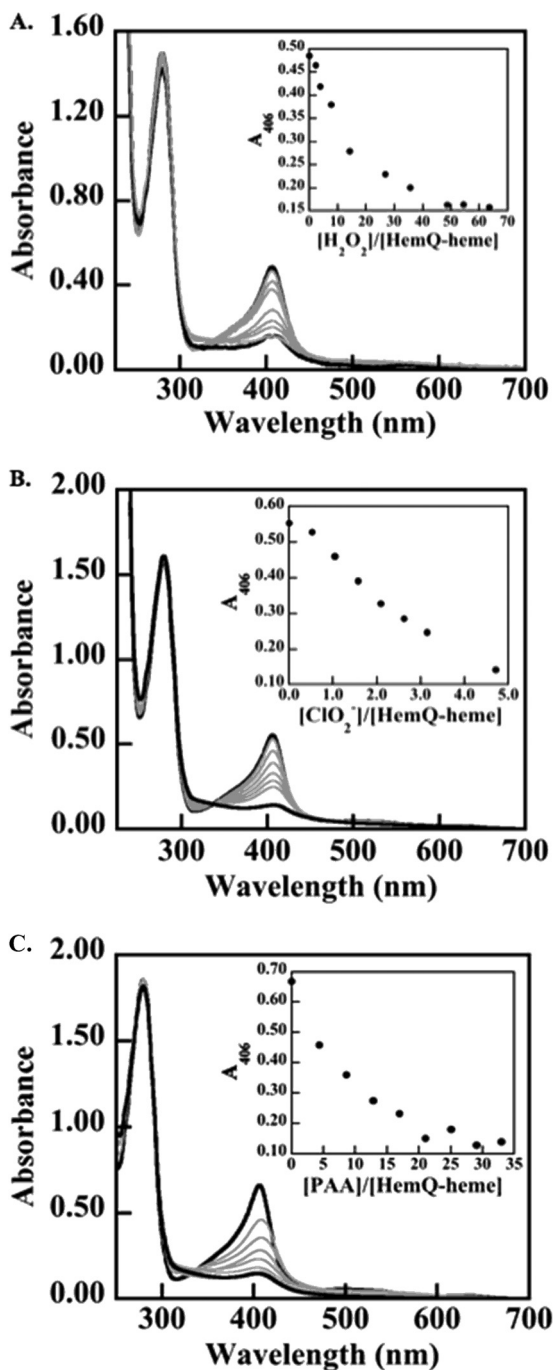 A.
1.60
1.20
0.80
0.40
0.00
Absorbance
300 400 500 600 700
Wavelength (nm)
0.50
0.45
0.40
0.35
0.30
0.25
0.20
0.15
A406
0 10 20 30 40 50 60 70
[H2O2]/[HemQ-heme]
B.
2.00
1.50
1.00
0.50
0.00
Absorbance
300 400 500 600 700
Wavelength (nm)
0.60
0.50
0.40
0.30
0.20
0.10
A406
0.0 1.0 2.0 3.0 4.0 5.0
[ClO2-]/[HemQ-heme]
C.
2.00
1.50
1.00
0.50
0.00
Absorbance
300 400 500 600 700
Wavelength (nm)
0.70
0.60
0.50
0.40
0.30
0.20
0.10
A406
0 5 10 15 20 25 30 35
[PAA]/[HemQ-heme]